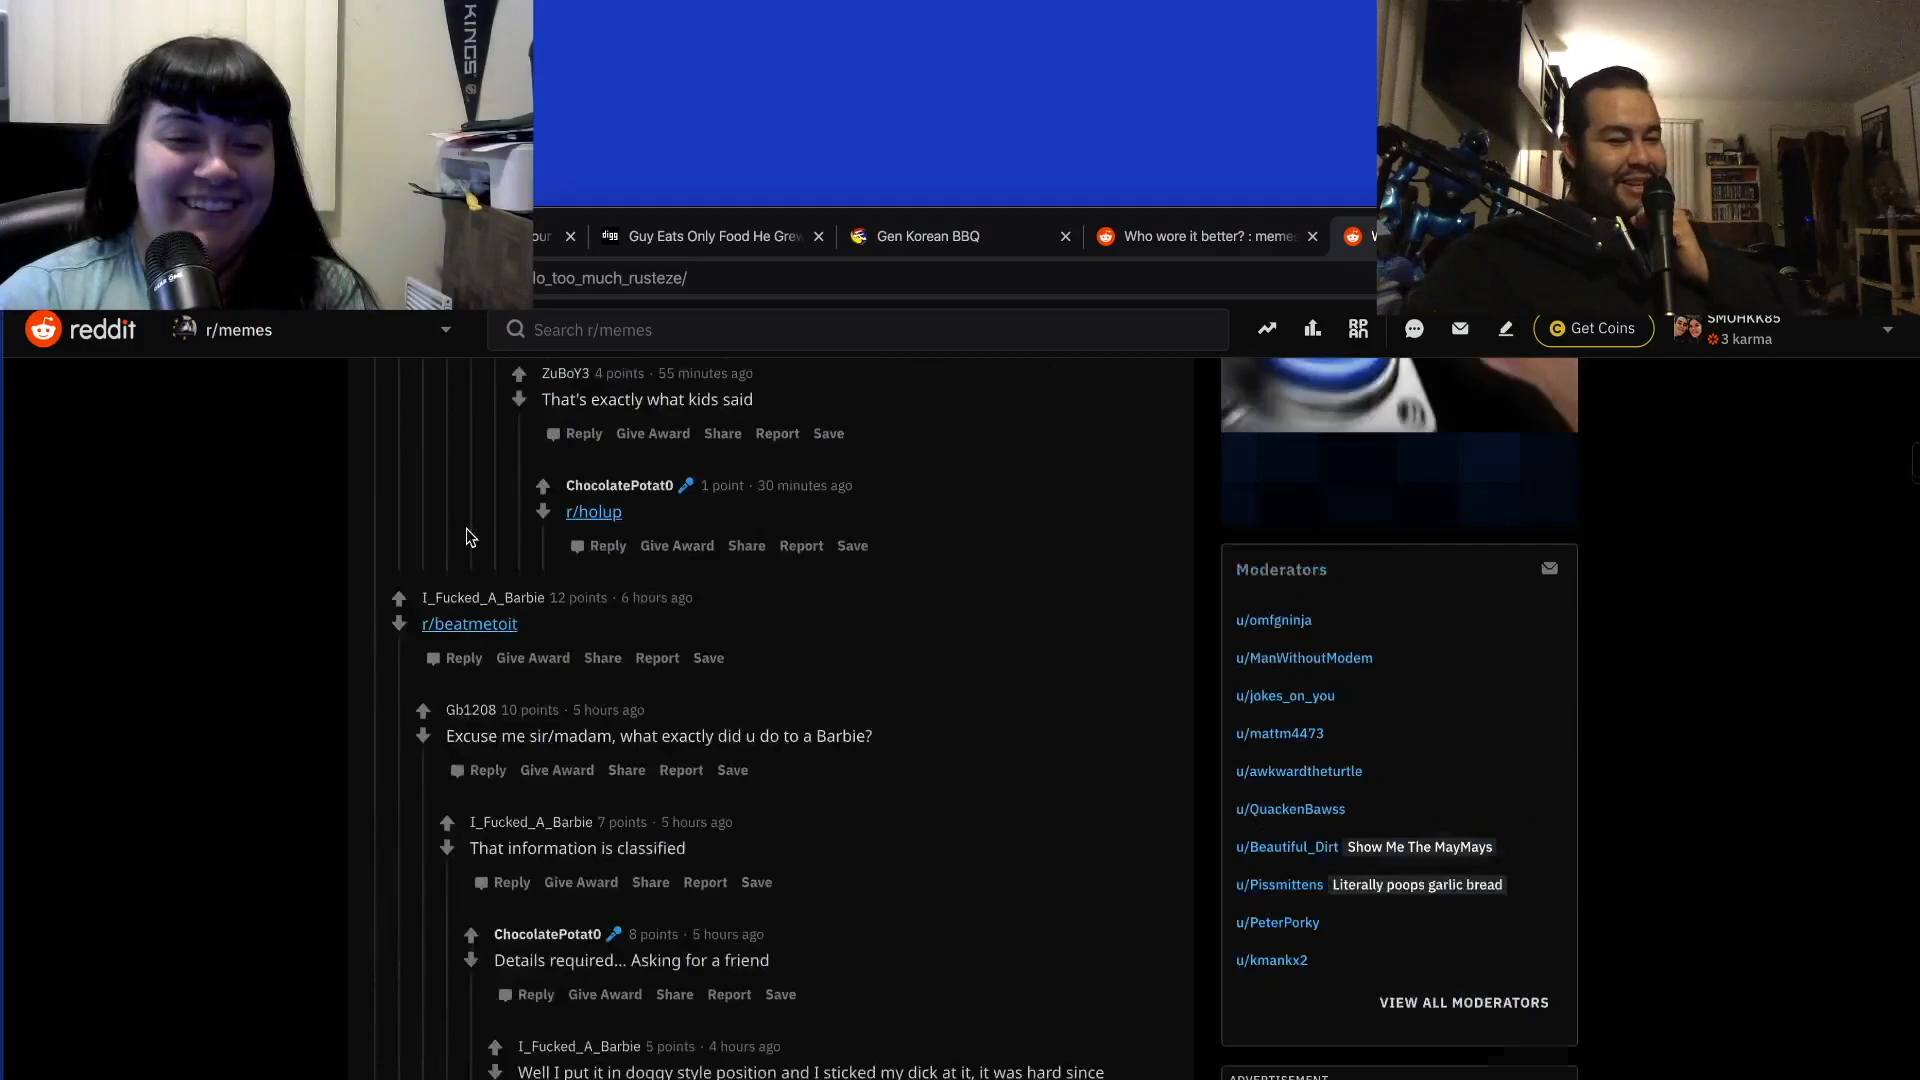 KINGS
our
digg Guy Eats Only Food He Grew
Gen Korean BBQ
Who wore it better? : meme
lo_too_much_rusteze/
reddit
r/memes
Search r/memes
RPAN
Get Coins
SMOHKK85
3 karma
ZuBoY3 4 points · 55 minutes ago
That's exactly what kids said
Reply Give Award Share Report Save
ChocolatePotat0 1 point · 30 minutes ago
r/holup
Reply Give Award Share Report Save
I_Fucked_A_Barbie 12 points · 6 hours ago
r/beatmetoit
Reply Give Award Share Report Save
Gb1208 10 points · 5 hours ago
Excuse me sir/madam, what exactly did u do to a Barbie?
Reply Give Award Share Report Save
I_Fucked_A_Barbie 7 points · 5 hours ago
That information is classified
Reply Give Award Share Report Save
ChocolatePotat0 8 points · 5 hours ago
Details required... Asking for a friend
Reply Give Award Share Report Save
I_Fucked_A_Barbie 5 points · 4 hours ago
Well I put it in doggy style position and I sticked my dick at it, it was hard since
Moderators
u/omfgninja
u/ManWithoutModem
u/jokes_on_you
u/mattm4473
u/awkwardtheturtle
u/QuackenBawss
u/Beautiful_Dirt Show Me The MayMays
u/Pissmittens Literally poops garlic bread
u/PeterPorky
u/kmankx2
VIEW ALL MODERATORS
ADVERTISEMENT